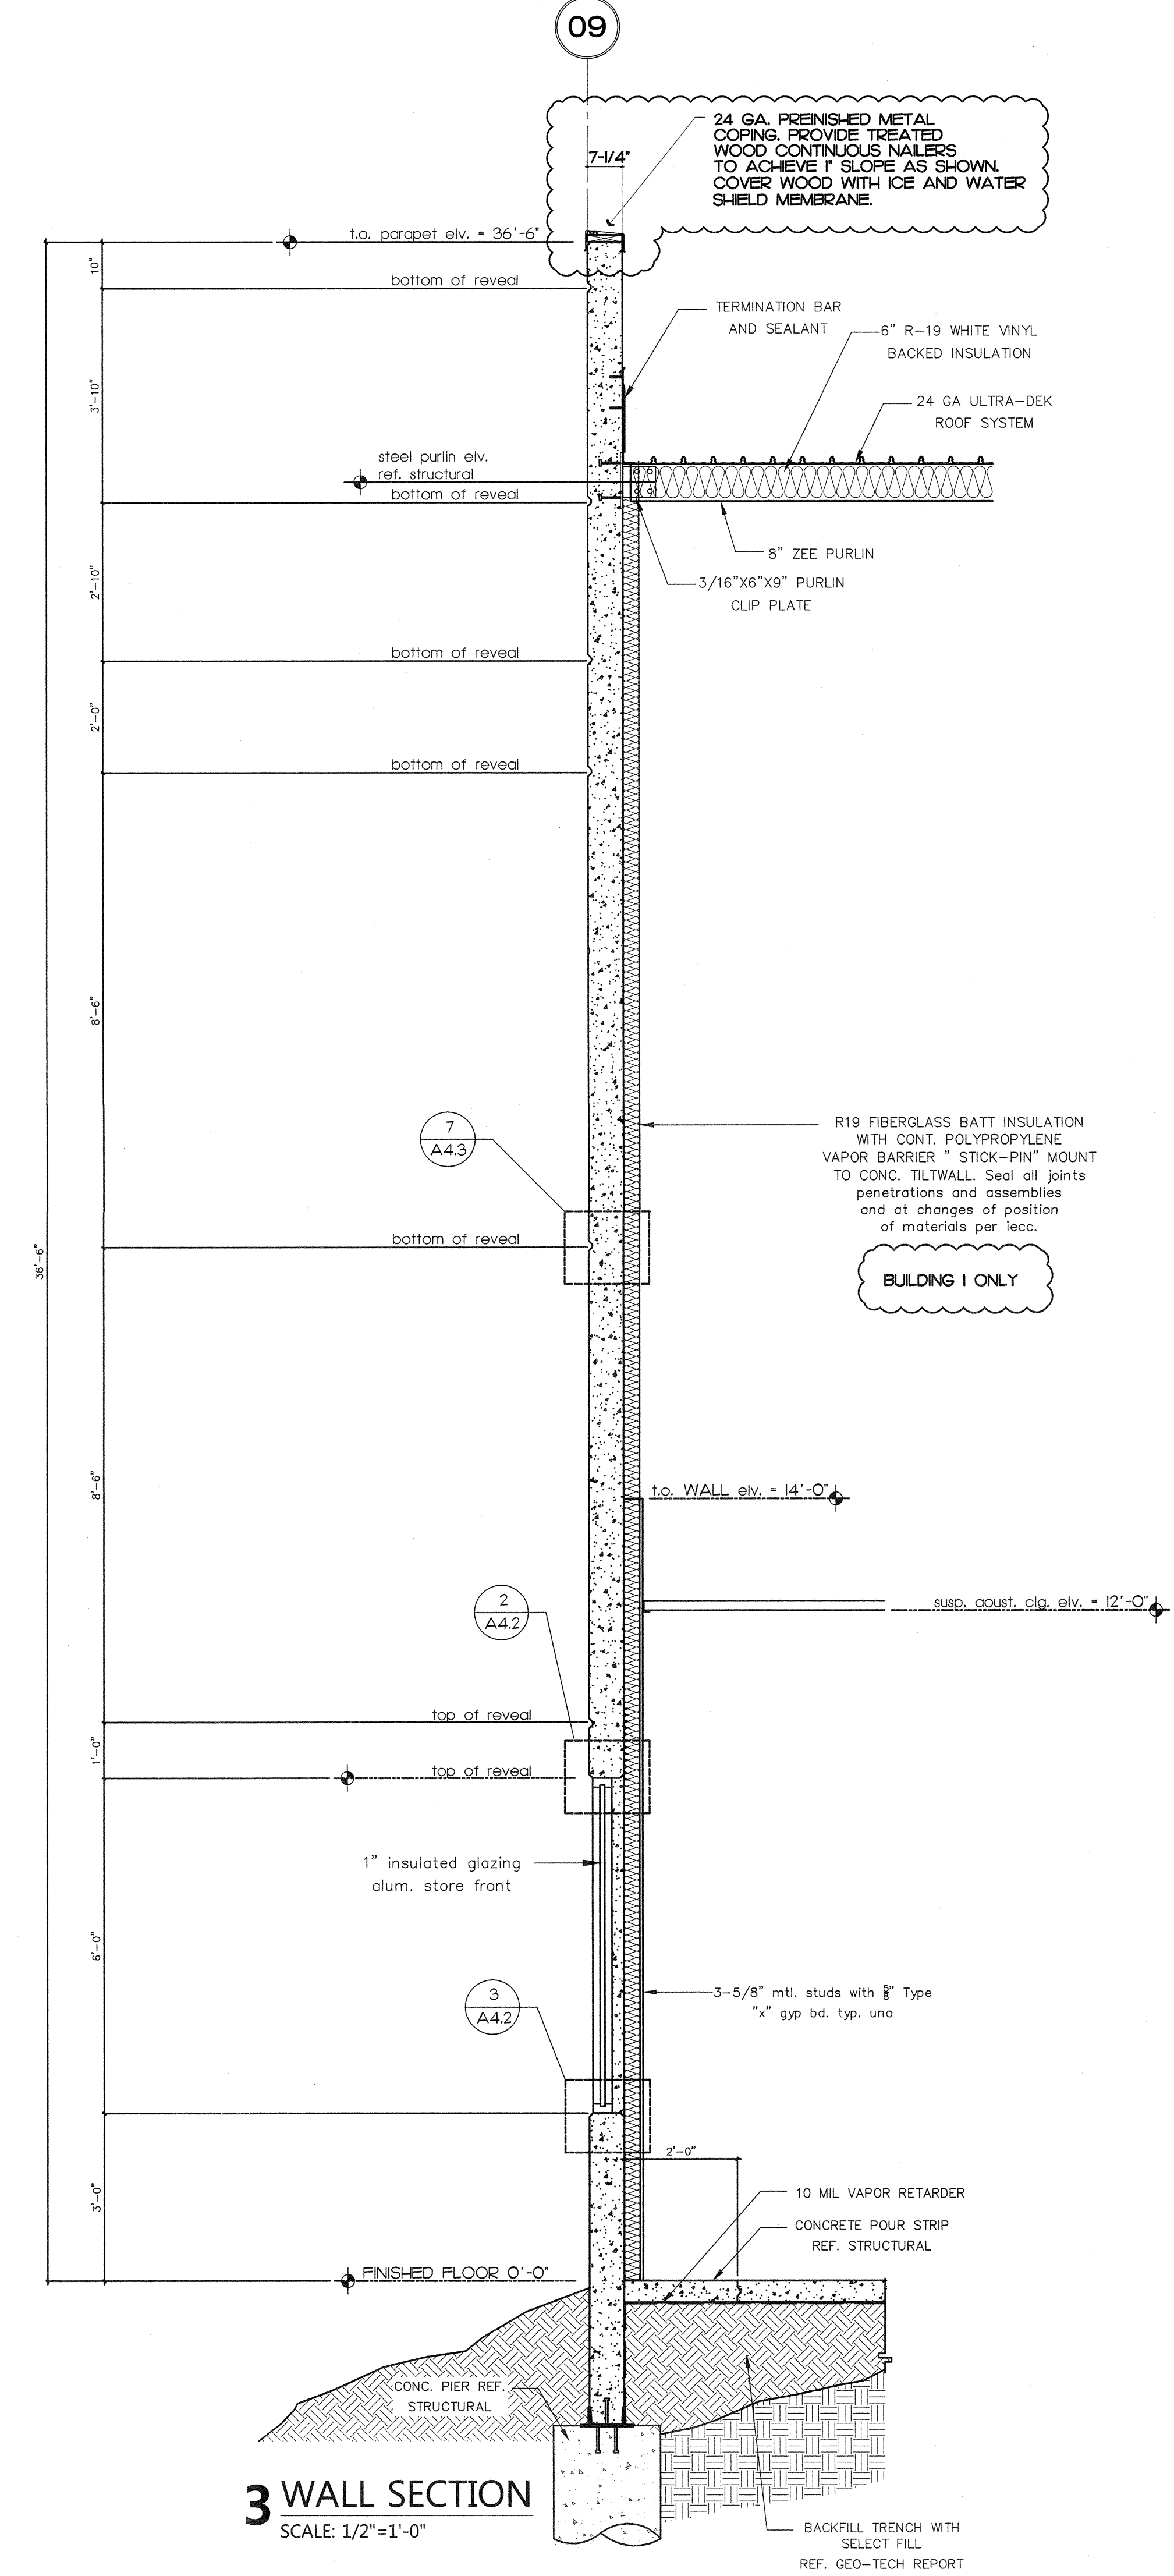 09
24 GA. PREINISHED METAL
COPING. PROVIDE TREATED
WOOD CONTINUOUS NAILERS
TO ACHIEVE 1" SLOPE AS SHOWN.
COVER WOOD WITH ICE AND WATER
SHIELD MEMBRANE.
7-1/4"
t.o. parapet elv. = 36'-6"
10"
bottom of reveal
TERMINATION BAR
AND SEALANT
6" R-19 WHITE VINYL
BACKED INSULATION
3'-10"
24 GA ULTRA-DEK
ROOF SYSTEM
steel purlin elv.
ref. structural
bottom of reveal
8" ZEE PURLIN
3/16"X6"X9" PURLIN
CLIP PLATE
2'-10"
bottom of reveal
2'-0"
bottom of reveal
8'-6"
7
A4.3
R19 FIBERGLASS BATT INSULATION
WITH CONT. POLYPROPYLENE
VAPOR BARRIER " STICK-PIN" MOUNT
TO CONC. TILTWALL. Seal all joints
penetrations and assemblies
and at changes of position
of materials per iecc.
bottom of reveal
36'-6"
BUILDING 1 ONLY
8'-6"
t.o. WALL elv. = 14'-0"
2
A4.2
susp. aoust. clg. elv. = 12'-0"
top of reveal
1'-0"
top of reveal
1" insulated glazing
alum. store front
6'-0"
3
A4.2
3-5/8" mtl. studs with 5/8" Type
"x" gyp bd. typ. uno
2'-0"
3'-0"
10 MIL VAPOR RETARDER
CONCRETE POUR STRIP
REF. STRUCTURAL
FINISHED FLOOR 0'-0"
CONC. PIER REF.
STRUCTURAL
3 WALL SECTION
SCALE: 1/2"=1'-0"
BACKFILL TRENCH WITH
SELECT FILL
REF. GEO-TECH REPORT